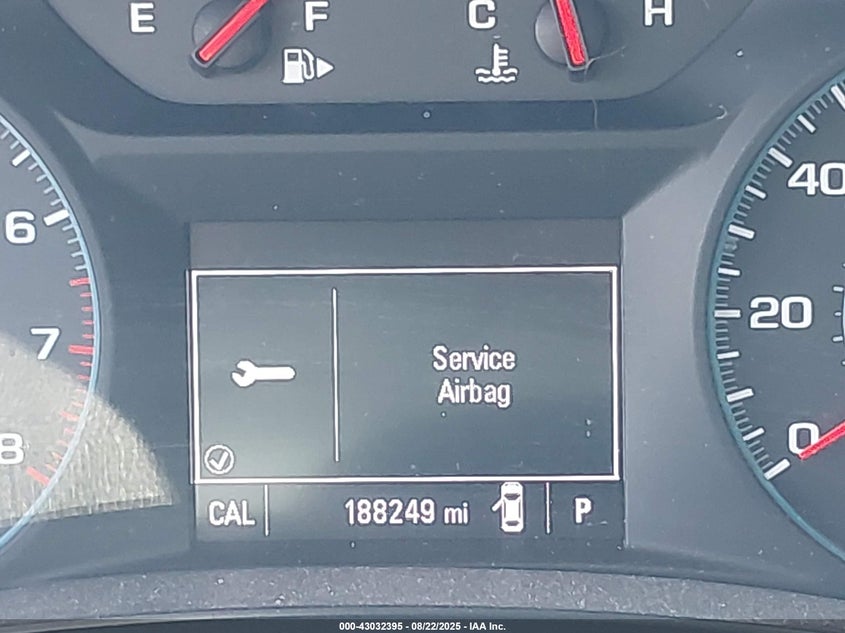 E F C H
6
7
8
40
20
0
Service
Airbag
CAL 188249 mi P
000-43032395 - 08/22/2025 - IAA Inc.